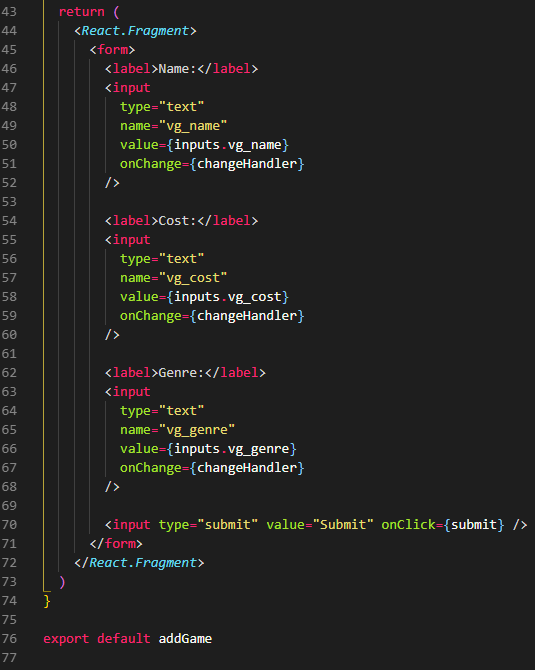 43 return (
44 <React.Fragment>
45 <form>
46 <label>Name:</label>
47 <input
48 type="text"
49 name="vg_name"
50 value={inputs.vg_name}
51 onChange={changeHandler}
52 />
53
54 <label>Cost:</label>
55 <input
56 type="text"
57 name="vg_cost"
58 value={inputs.vg_cost}
59 onChange={changeHandler}
60 />
61
62 <label>Genre:</label>
63 <input
64 type="text"
65 name="vg_genre"
66 value={inputs.vg_genre}
67 onChange={changeHandler}
68 />
69
70 <input type="submit" value="Submit" onClick={submit} />
71 </form>
72 </React.Fragment>
73 )
74 }
75
76 export default addGame
77